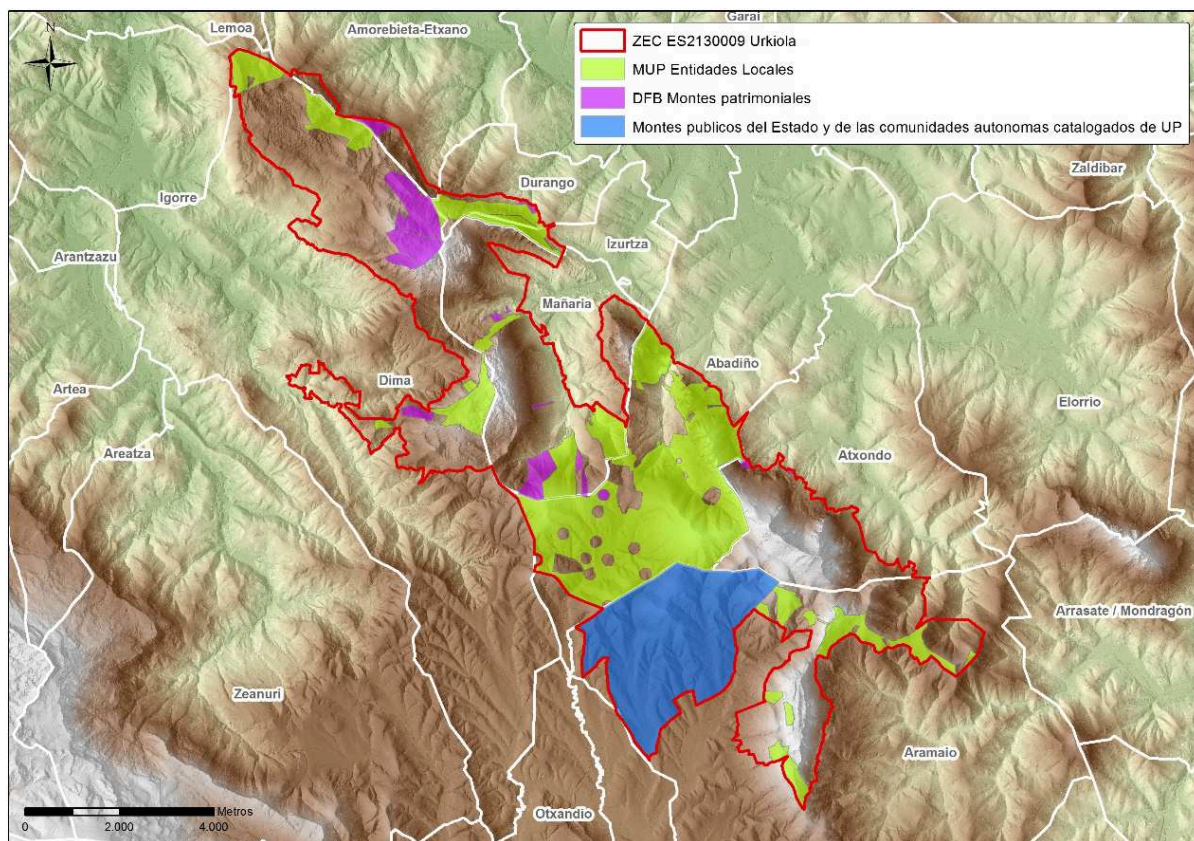 Garai
Lemoa
Amorebieta-Etxano
N
ZEC ES2130009 Urkiola
MUP Entidades Locales
DFB Montes patrimoniales
Montes publicos del Estado y de las comunidades autonomas catalogados de UP
Zaldibar
Durango
Igorre
Izurtza
Arantzazu
Mañaria
Abadiño
Dima
Artea
Elorrio
Areatza
Atxondo
Arrasate / Mondragón
Zeanuri
Aramaio
Otxandio
Metros
0 2.000 4.000